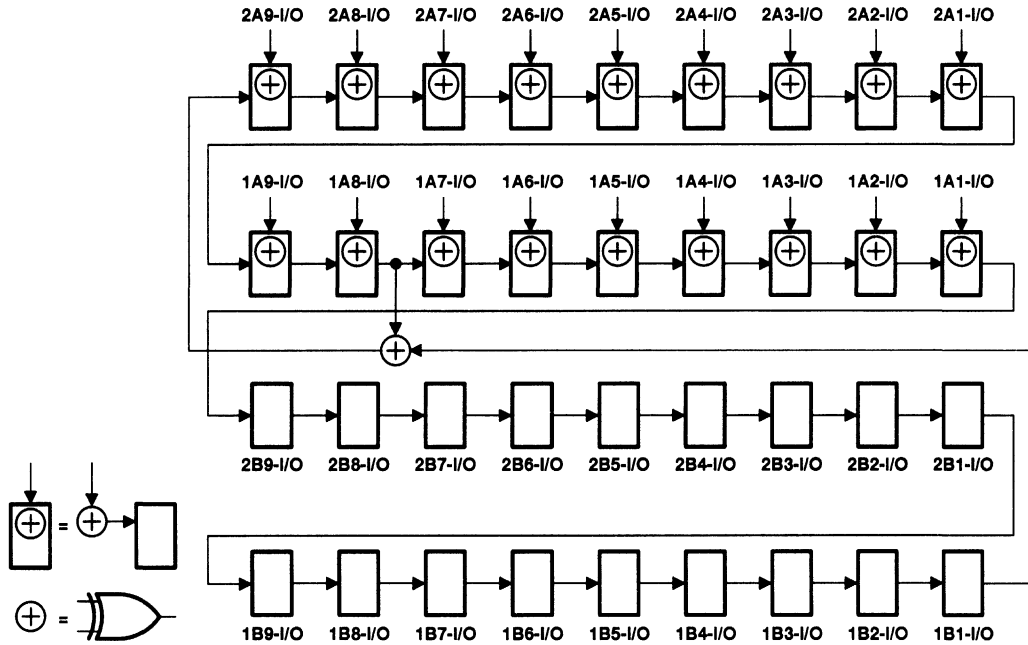 2A9-I/O 2A8-I/O 2A7-I/O 2A6-I/O 2A5-I/O 2A4-I/O 2A3-I/O 2A2-I/O 2A1-I/O
1A9-I/O 1A8-I/O 1A7-I/O 1A6-I/O 1A5-I/O 1A4-I/O 1A3-I/O 1A2-I/O 1A1-I/O
2B9-I/O 2B8-I/O 2B7-I/O 2B6-I/O 2B5-I/O 2B4-I/O 2B3-I/O 2B2-I/O 2B1-I/O
=
=
1B9-I/O 1B8-I/O 1B7-I/O 1B6-I/O 1B5-I/O 1B4-I/O 1B3-I/O 1B2-I/O 1B1-I/O